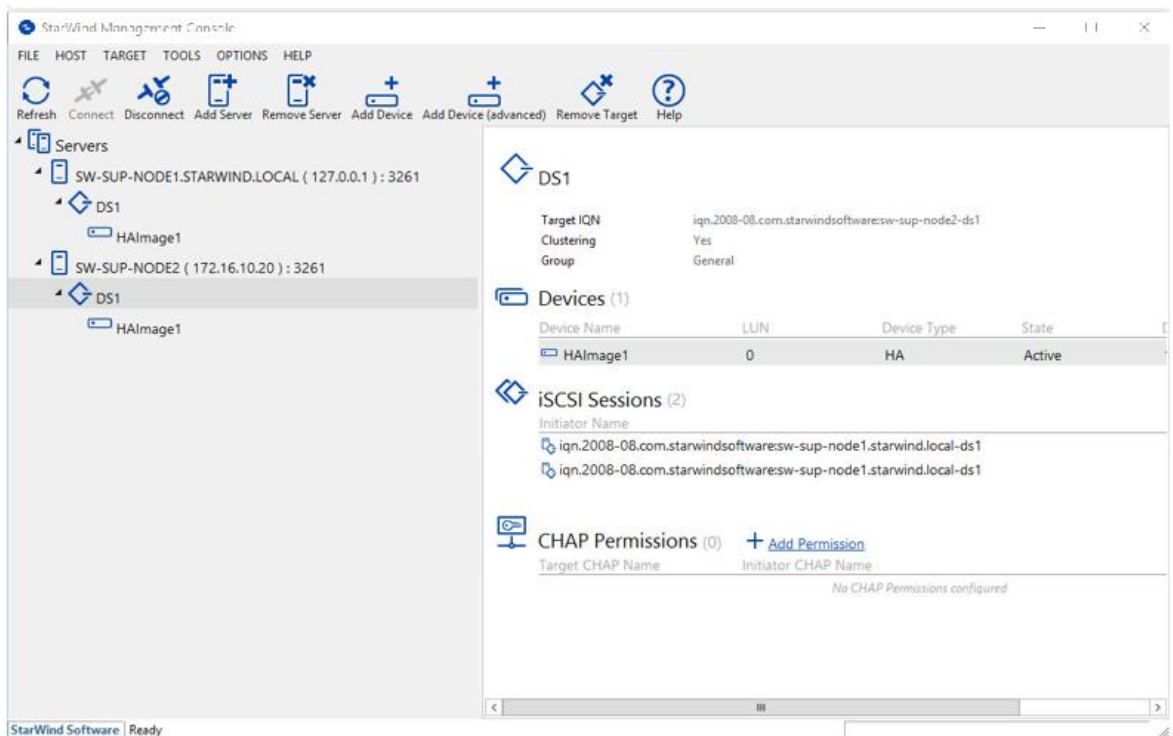 StarWind Management Console
FILE HOST TARGET TOOLS OPTIONS HELP
Refresh Connect Disconnect Add Server Remove Server Add Device Add Device (advanced) Remove Target Help
Servers
SW-SUP-NODE1.STARWIND.LOCAL ( 127.0.0.1 ) : 3261
DS1
HAImage1
SW-SUP-NODE2 ( 172.16.10.20 ) : 3261
DS1
HAImage1
DS1
Target IQN iqn.2008-08.com.starwindsoftware:sw-sup-node2-ds1
Clustering Yes
Group General
Devices (1)
Device Name LUN Device Type State
HAImage1 0 HA Active
iSCSI Sessions (2)
Initiator Name
iqn.2008-08.com.starwindsoftware:sw-sup-node1.starwind.local-ds1
iqn.2008-08.com.starwindsoftware:sw-sup-node1.starwind.local-ds1
CHAP Permissions (0) + Add Permission
Target CHAP Name Initiator CHAP Name
No CHAP Permissions configured
StarWind Software Ready